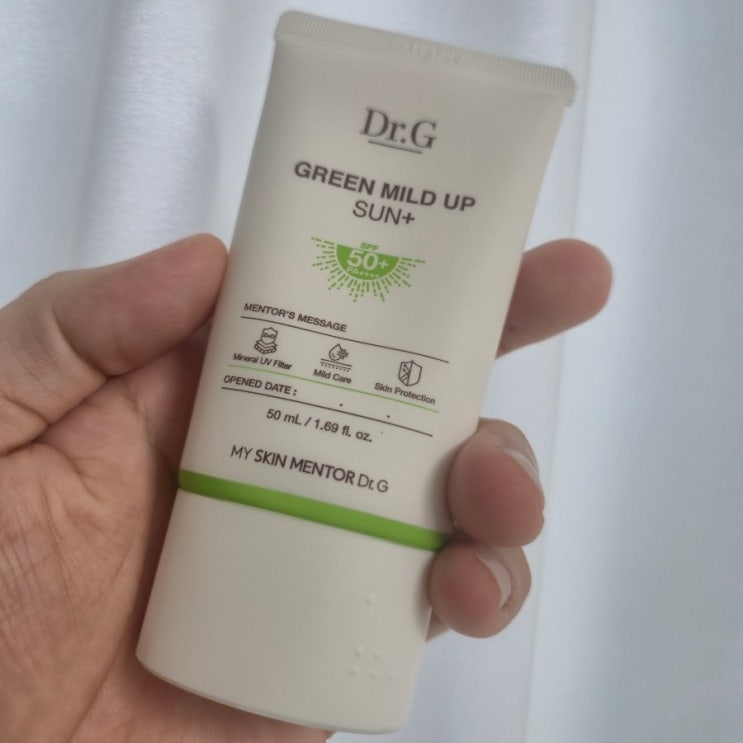 Dr.G
GREEN MILD UP
SUN+
SPF
50+
PA++++
MENTOR'S MESSAGE
Mineral UV Filter
Mild Care
Skin Protection
OPENED DATE : . .
50 mL / 1.69 fl. oz.
MY SKIN MENTOR Dr.G